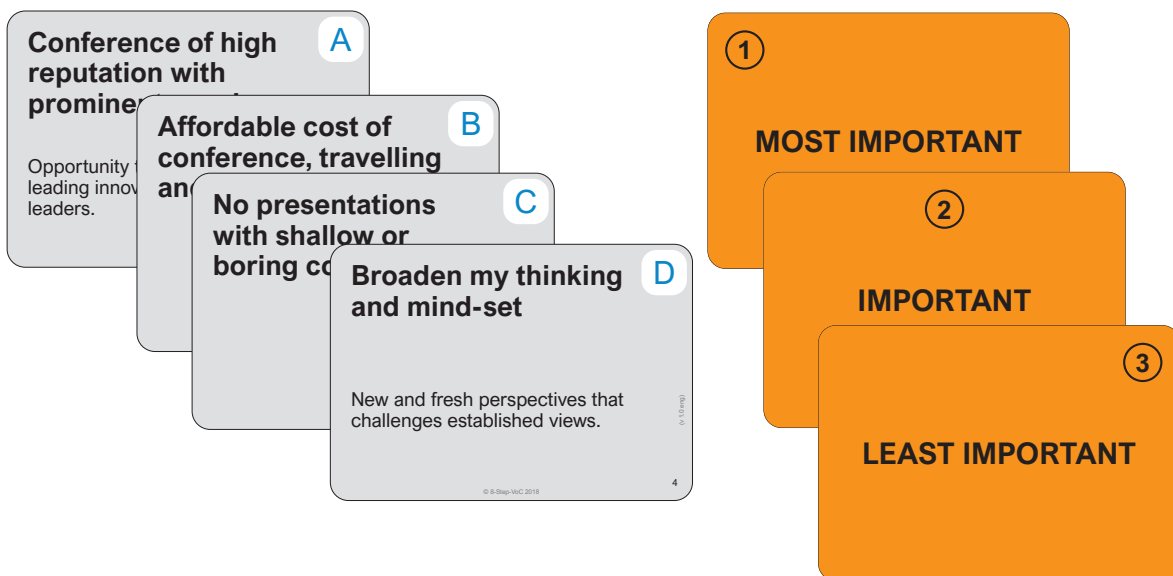 Conference of high
reputation with
A
Opportunity
leading
leaders.
Affordable cost of
conference, travelling
B
No presentations
with shallow or
boring
C
Broaden my thinking
and mind-set
D
New and fresh perspectives that
challenges established views.
(v 1.0 eng)
4
© 8-Step-VoC 2018
1
MOST IMPORTANT
2
IMPORTANT
3
LEAST IMPORTANT